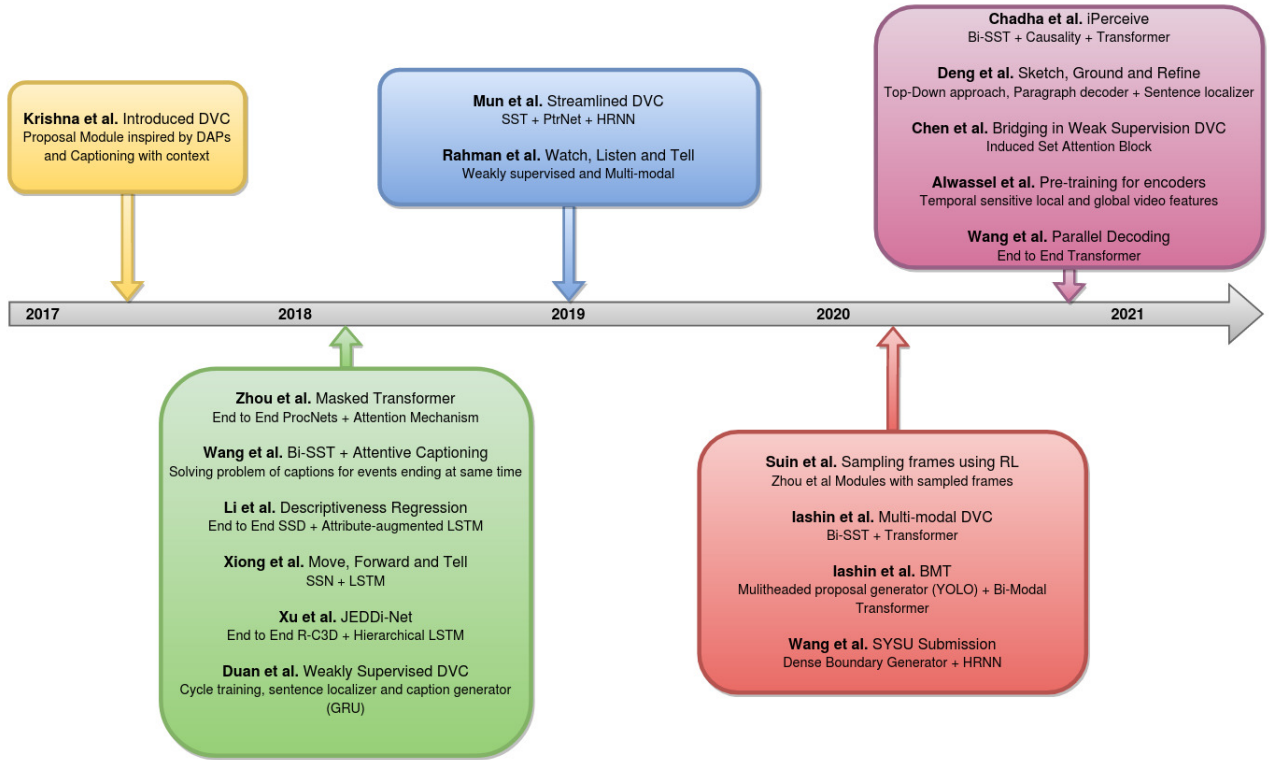 Krishna et al. Introduced DVC
Proposal Module inspired by DAPs
and Captioning with context
Mun et al. Streamlined DVC
SST + PtrNet + HRNN
Rahman et al. Watch, Listen and Tell
Weakly supervised and Multi-modal
Chadha et al. iPerceive
Bi-SST + Causality + Transformer
Deng et al. Sketch, Ground and Refine
Top-Down approach, Paragraph decoder + Sentence localizer
Chen et al. Bridging in Weak Supervision DVC
Induced Set Attention Block
Alwassel et al. Pre-training for encoders
Temporal sensitive local and global video features
Wang et al. Parallel Decoding
End to End Transformer
2017 2018 2019 2020 2021
Zhou et al. Masked Transformer
End to End ProcNets + Attention Mechanism
Wang et al. Bi-SST + Attentive Captioning
Solving problem of captions for events ending at same time
Li et al. Descriptiveness Regression
End to End SSD + Attribute-augmented LSTM
Xiong et al. Move, Forward and Tell
SSN + LSTM
Xu et al. JEDDi-Net
End to End R-C3D + Hierarchical LSTM
Duan et al. Weakly Supervised DVC
Cycle training, sentence localizer and caption generator
(GRU)
Suin et al. Sampling frames using RL
Zhou et al Modules with sampled frames
Iashin et al. Multi-modal DVC
Bi-SST + Transformer
Iashin et al. BMT
Mulitheaded proposal generator (YOLO) + Bi-Modal
Transformer
Wang et al. SYSU Submission
Dense Boundary Generator + HRNN